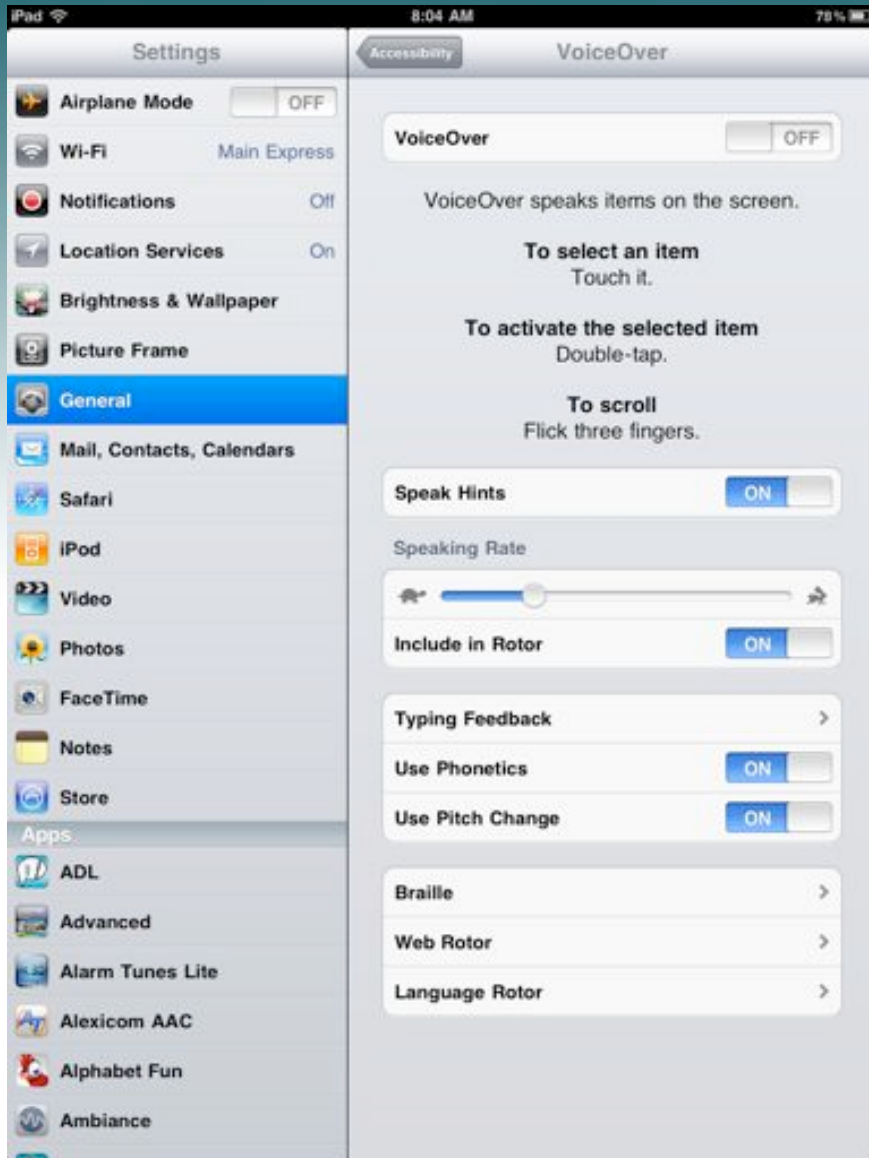 iPad 8:04 AM 78%
Settings
Airplane Mode OFF
Wi-Fi Main Express
Notifications Off
Location Services On
Brightness & Wallpaper
Picture Frame
General
Mail, Contacts, Calendars
Safari
iPod
Video
Photos
FaceTime
Notes
Store
Apps
ADL
Advanced
Alarm Tunes Lite
Alexicom AAC
Alphabet Fun
Ambiance
Accessibility VoiceOver
VoiceOver OFF
VoiceOver speaks items on the screen.
To select an item
Touch it.
To activate the selected item
Double-tap.
To scroll
Flick three fingers.
Speak Hints ON
Speaking Rate
Include in Rotor ON
Typing Feedback
Use Phonetics ON
Use Pitch Change ON
Braille
Web Rotor
Language Rotor